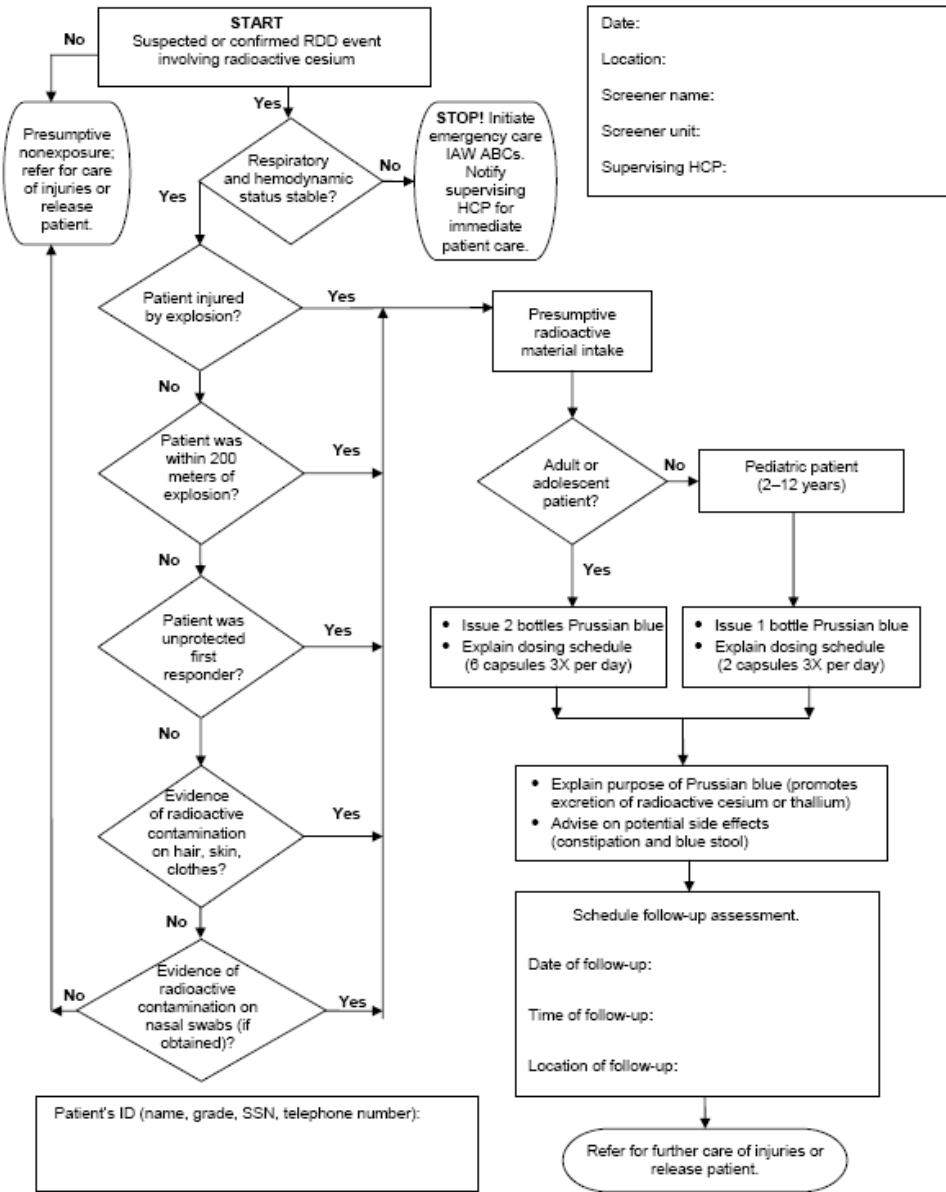 START
Suspected or confirmed RDD event
involving radioactive cesium
No
Yes
Date:
Location:
Screener name:
Screener unit:
Supervising HCP:
Presumptive
nonexposure;
refer for care
of injuries or
release
patient.
Respiratory
and hemodynamic
status stable?
No
Yes
STOP! Initiate
emergency care
IAW ABCs.
Notify
supervising
HCP for
immediate
patient care.
Patient injured
by explosion?
Yes
No
Patient was
within 200
meters of
explosion?
Yes
No
Patient was
unprotected
first
responder?
Yes
No
Evidence
of radioactive
contamination
on hair, skin,
clothes?
Yes
No
Evidence of
radioactive
contamination on
nasal swabs (if
obtained)?
No
Yes
Presumptive
radioactive
material intake
Adult or
adolescent
patient?
No
Yes
Pediatric patient
(2–12 years)
• Issue 2 bottles Prussian blue
• Explain dosing schedule
(6 capsules 3X per day)
• Issue 1 bottle Prussian blue
• Explain dosing schedule
(2 capsules 3X per day)
• Explain purpose of Prussian blue (promotes
excretion of radioactive cesium or thallium)
• Advise on potential side effects
(constipation and blue stool)
Schedule follow-up assessment.
Date of follow-up:
Time of follow-up:
Location of follow-up:
Patient's ID (name, grade, SSN, telephone number):
Refer for further care of injuries or
release patient.